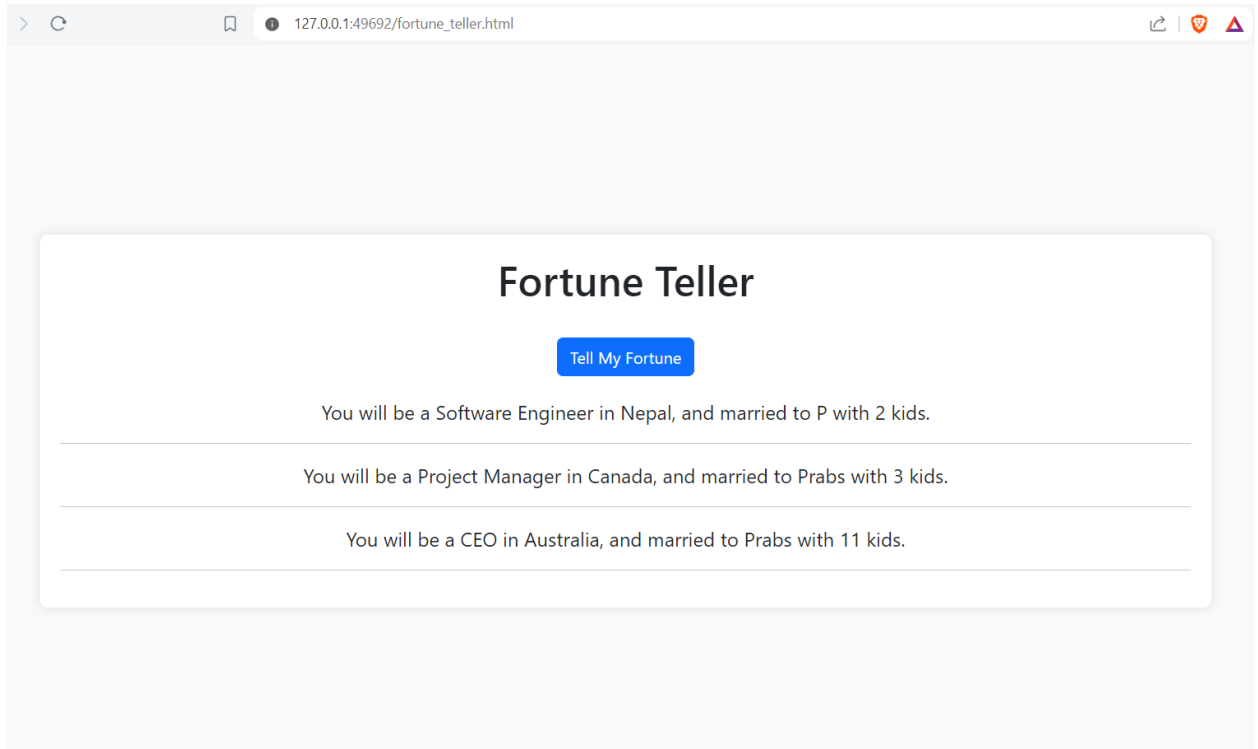 127.0.0.1:49692/fortune_teller.html
Fortune Teller
Tell My Fortune
You will be a Software Engineer in Nepal, and married to P with 2 kids.
You will be a Project Manager in Canada, and married to Prabs with 3 kids.
You will be a CEO in Australia, and married to Prabs with 11 kids.